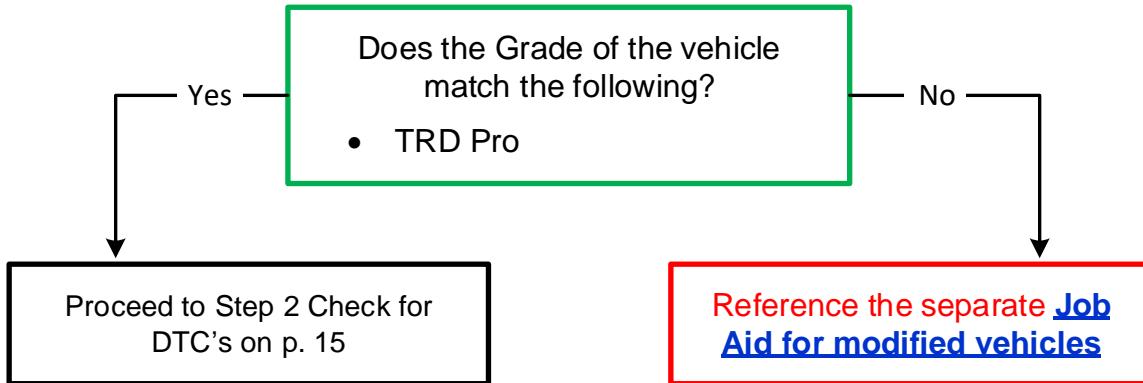 Does the Grade of the vehicle
match the following?
• TRD Pro
Yes
No
Proceed to Step 2 Check for
DTC's on p. 15
Reference the separate Job
Aid for modified vehicles